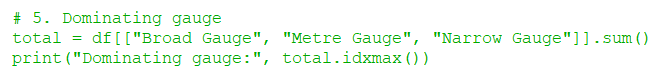 # 5. Dominating gauge
total = df[["Broad Gauge", "Metre Gauge", "Narrow Gauge"]].sum()
print("Dominating gauge:", total.idxmax())